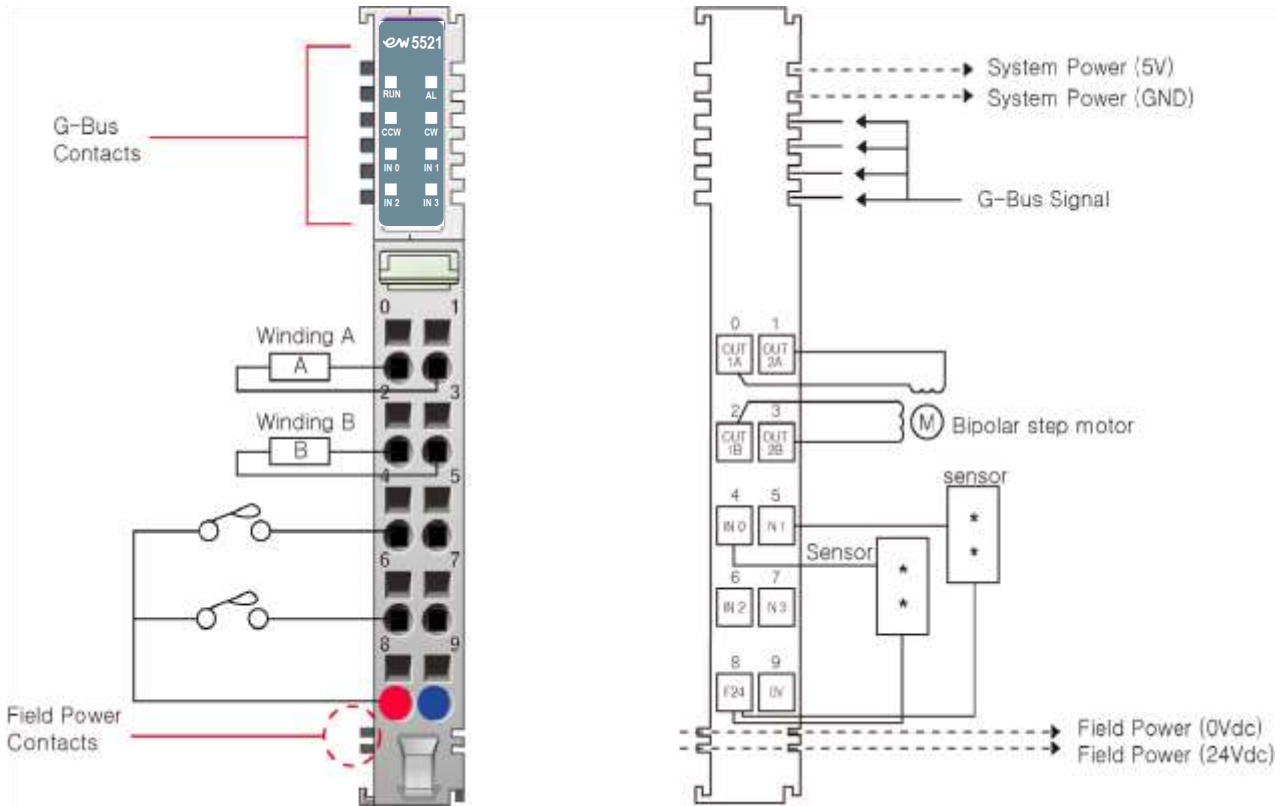 ew 5521
RUN AL
CCW CW
IN 0 IN 1
IN 2 IN 3
G-Bus
Contacts
0 1
Winding A
A
2 3
Winding B
B
4 5
6 7
8 9
Field Power
Contacts
System Power (5V)
System Power (GND)
G-Bus Signal
0 1
OUT
1A
OUT
2A
2 3
OUT
1B
OUT
2B
M
Bipolar step motor
sensor
*
*
4 5
IN 0
N 1
Sensor
*
*
6 7
IN 2
N 3
8 9
F24
0V
Field Power (0Vdc)
Field Power (24Vdc)